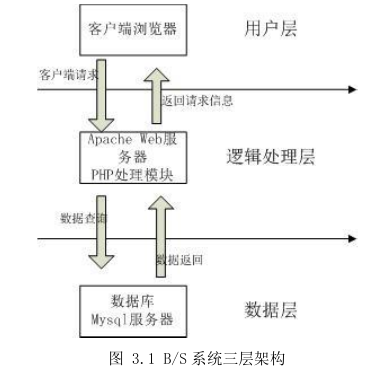 客户端浏览器
用户层
客户端请求
返回请求信息
Apache Web服
务器
PHP处理模块
逻辑处理层
数据查询
数据返回
数据库
Mysql服务器
数据层
图 3.1 B/S 系统三层架构